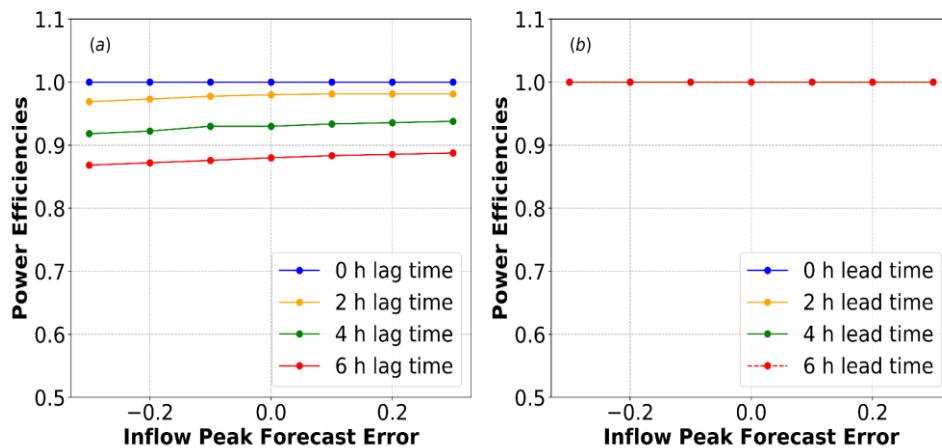 (a)
Power Efficiencies
1.1
1.0
0.9
0.8
0.7
0.6
0.5
0 h lag time
2 h lag time
4 h lag time
6 h lag time
−0.2
0.0
0.2
Inflow Peak Forecast Error
(b)
Power Efficiencies
1.1
1.0
0.9
0.8
0.7
0.6
0.5
0 h lead time
2 h lead time
4 h lead time
6 h lead time
−0.2
0.0
0.2
Inflow Peak Forecast Error